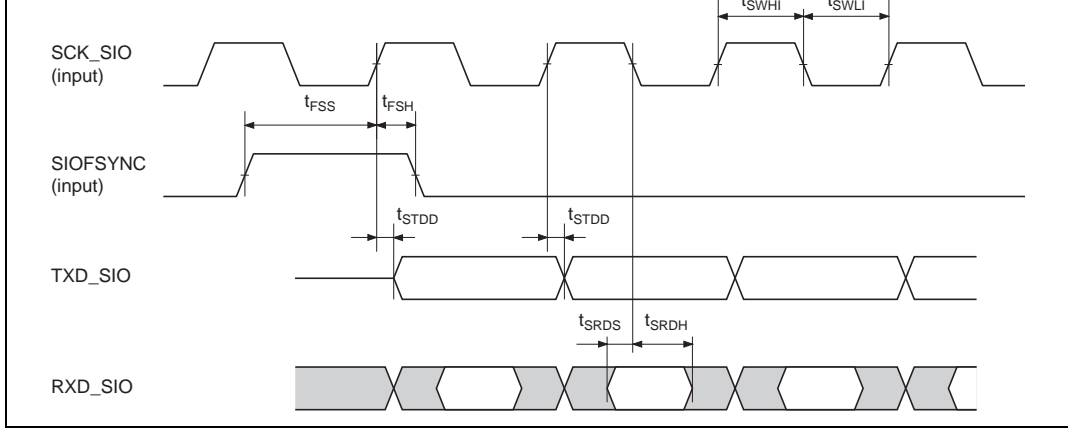 tSWHI tSWLI
SCK_SIO
(input)
tFSS tFSH
SIOFSYNC
(input)
tSTDD tSTDD
TXD_SIO
tSRDS tSRDH
RXD_SIO